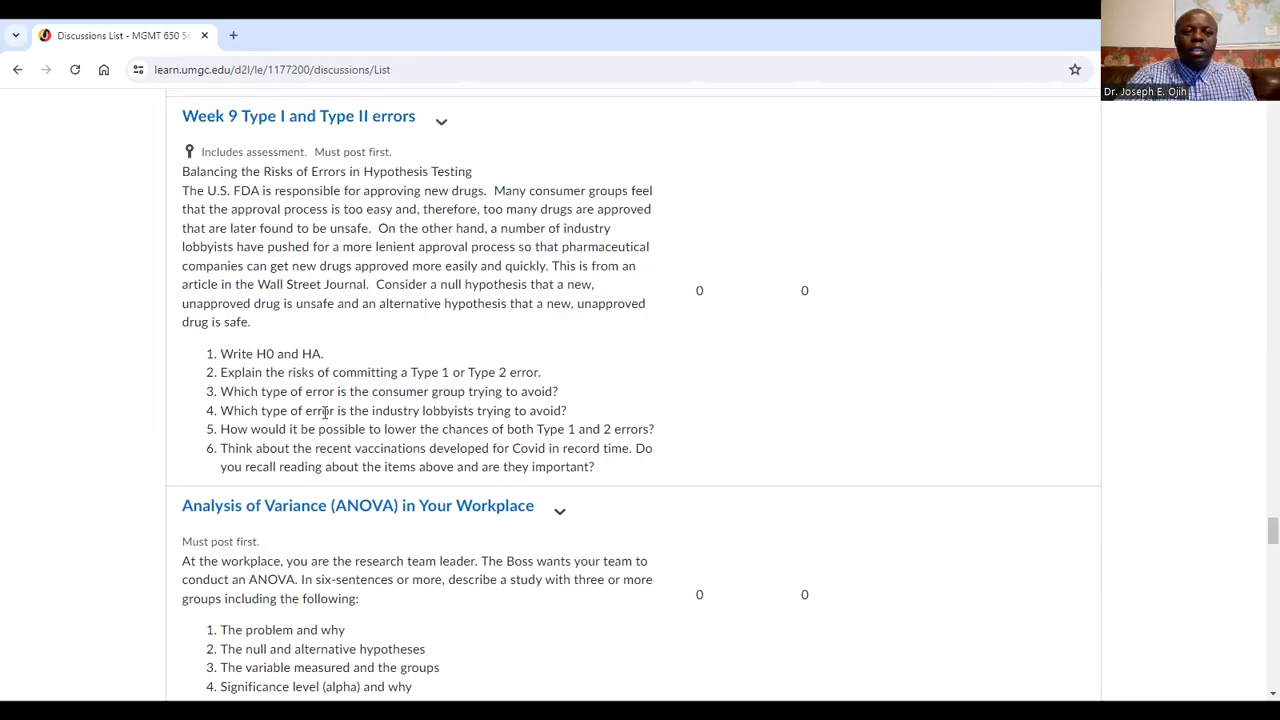 Discussions List - MGMT 650 56
learn.umgc.edu/d2l/le/1177200/discussions/List
Dr. Joseph E. Ojih
Week 9 Type I and Type II errors
Includes assessment. Must post first.
Balancing the Risks of Errors in Hypothesis Testing
The U.S. FDA is responsible for approving new drugs. Many consumer groups feel
that the approval process is too easy and, therefore, too many drugs are approved
that are later found to be unsafe. On the other hand, a number of industry
lobbyists have pushed for a more lenient approval process so that pharmaceutical
companies can get new drugs approved more easily and quickly. This is from an
article in the Wall Street Journal. Consider a null hypothesis that a new,
unapproved drug is unsafe and an alternative hypothesis that a new, unapproved
drug is safe.
0 0
1. Write H0 and HA.
2. Explain the risks of committing a Type 1 or Type 2 error.
3. Which type of error is the consumer group trying to avoid?
4. Which type of error is the industry lobbyists trying to avoid?
5. How would it be possible to lower the chances of both Type 1 and 2 errors?
6. Think about the recent vaccinations developed for Covid in record time. Do
you recall reading about the items above and are they important?
Analysis of Variance (ANOVA) in Your Workplace
Must post first.
At the workplace, you are the research team leader. The Boss wants your team to
conduct an ANOVA. In six-sentences or more, describe a study with three or more
groups including the following:
0 0
1. The problem and why
2. The null and alternative hypotheses
3. The variable measured and the groups
4. Significance level (alpha) and why